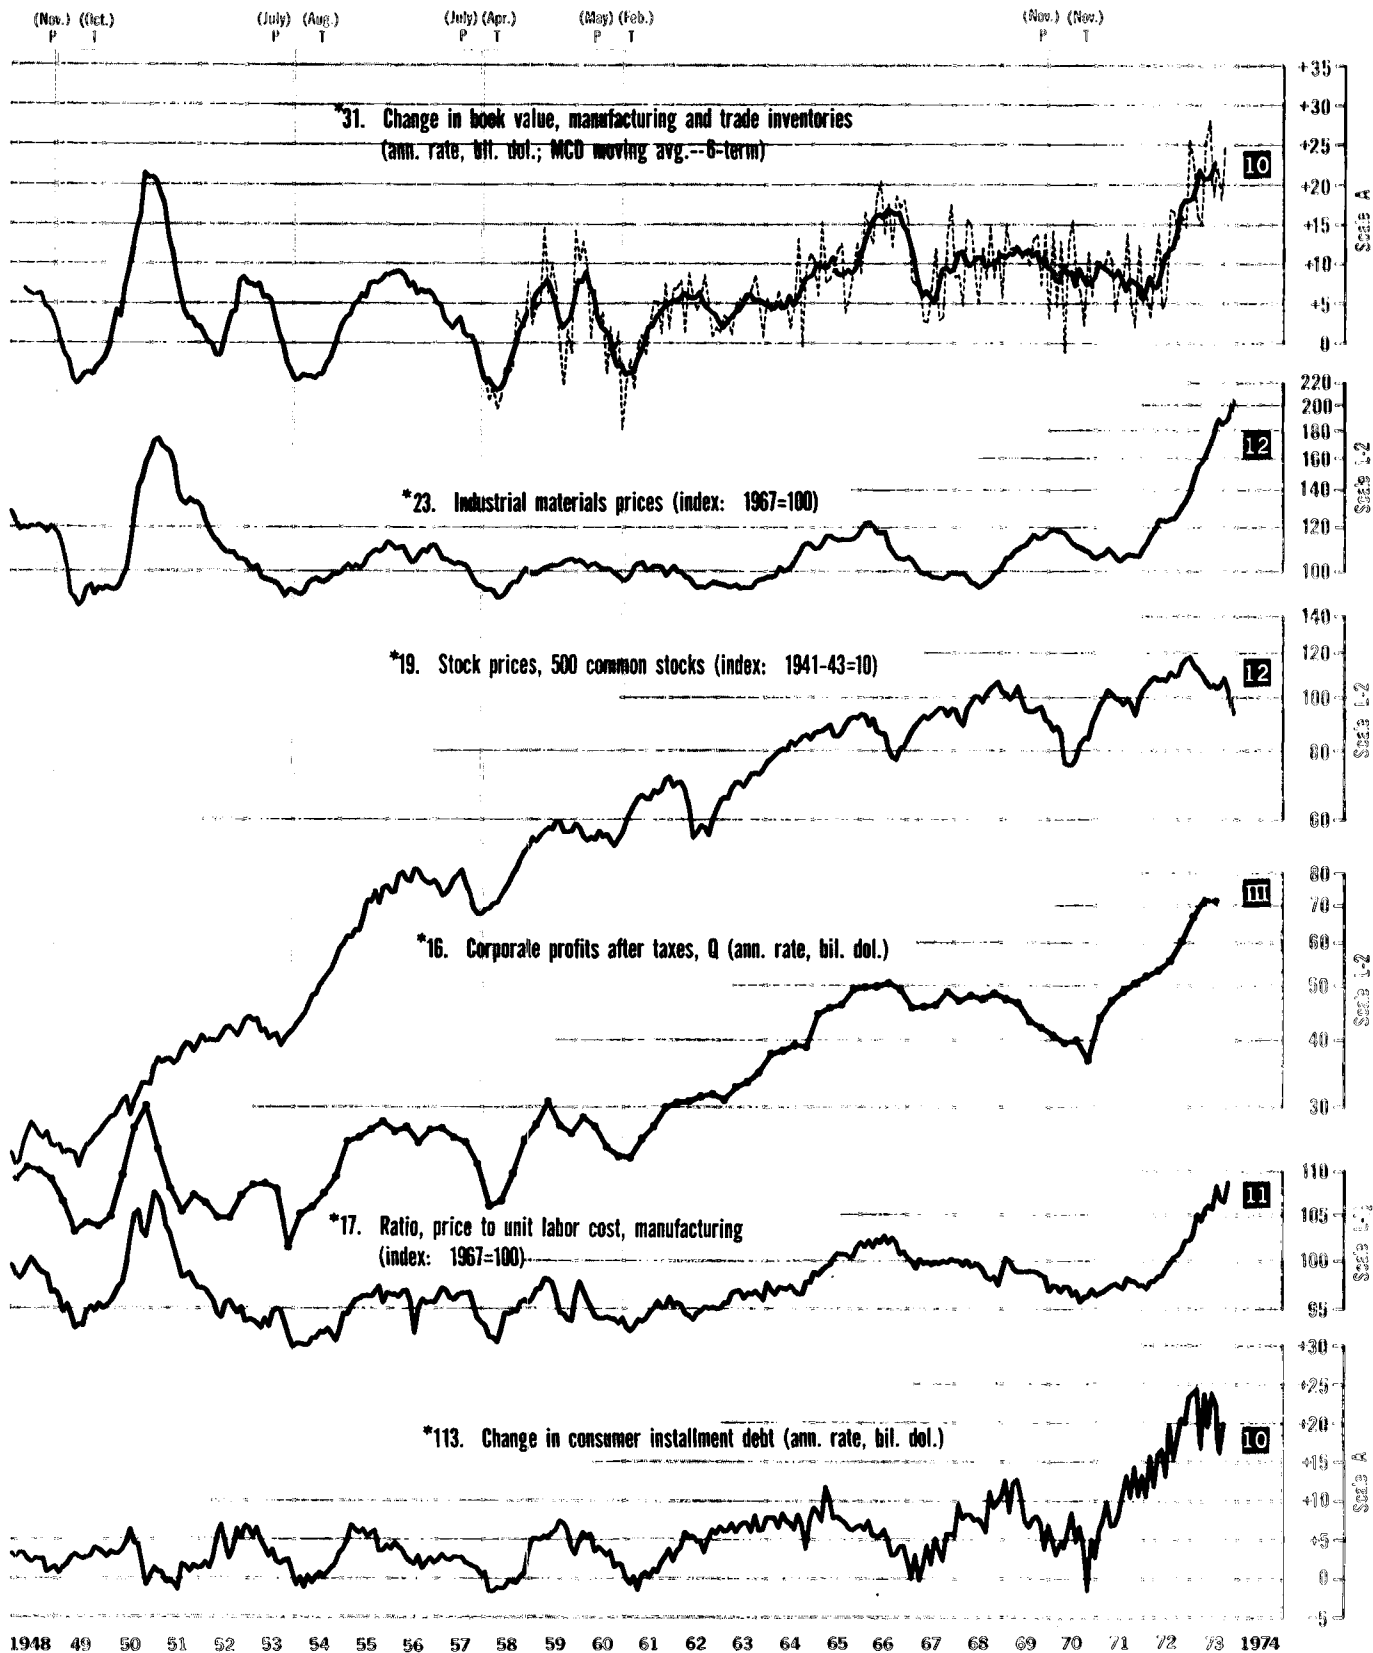 (Nov.) (Oct.) (July) (Aug.) (July) (Apr.) (May) (Feb.) (Nov.) (Nov.)
P T P T P T P T P T
+35
+30
*31. Change in book value, manufacturing and trade inventories
(ann. rate, bil. dol.; MCD moving avg.--6-term)
+25
10
+20
Scale A
+15
+10
+5
0
220
200
180
12
160
Scale L-2
*23. Industrial materials prices (index: 1967=100)
140
120
100
140
120
*19. Stock prices, 500 common stocks (index: 1941-43=10)
12
100
Scale L-2
80
60
80
11
70
*16. Corporate profits after taxes, Q (ann. rate, bil. dol.)
60
50
Scale L-2
40
30
110
11
105
*17. Ratio, price to unit labor cost, manufacturing
(index: 1967=100)
100
Scale L-2
95
+30
+25
+20
*113. Change in consumer installment debt (ann. rate, bil. dol.)
10
+15
Scale A
+10
+5
0
-5
1948 49 50 51 52 53 54 55 56 57 58 59 60 61 62 63 64 65 66 67 68 69 70 71 72 73 1974